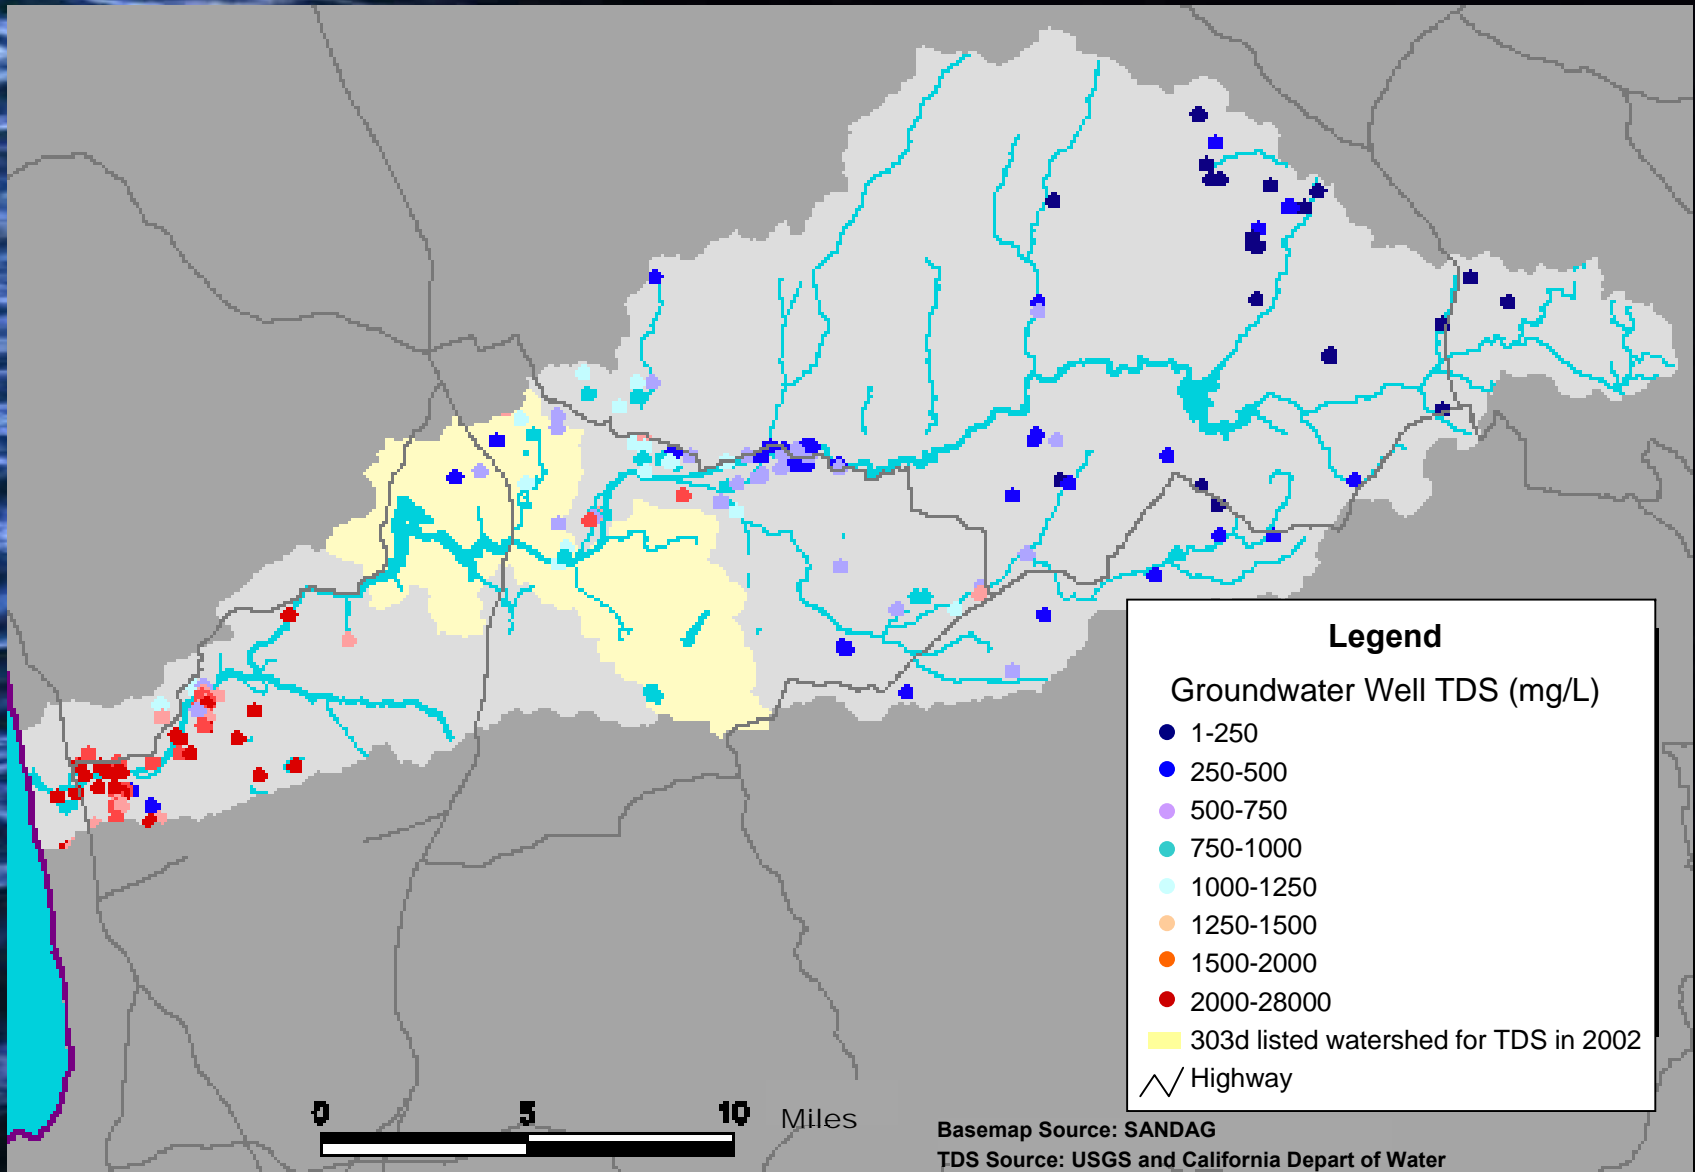 Legend
Groundwater Well TDS (mg/L)
1-250
250-500
500-750
750-1000
1000-1250
1250-1500
1500-2000
2000-28000
303d listed watershed for TDS in 2002
Highway
0 5 10 Miles
Basemap Source: SANDAG
TDS Source: USGS and California Depart of Water